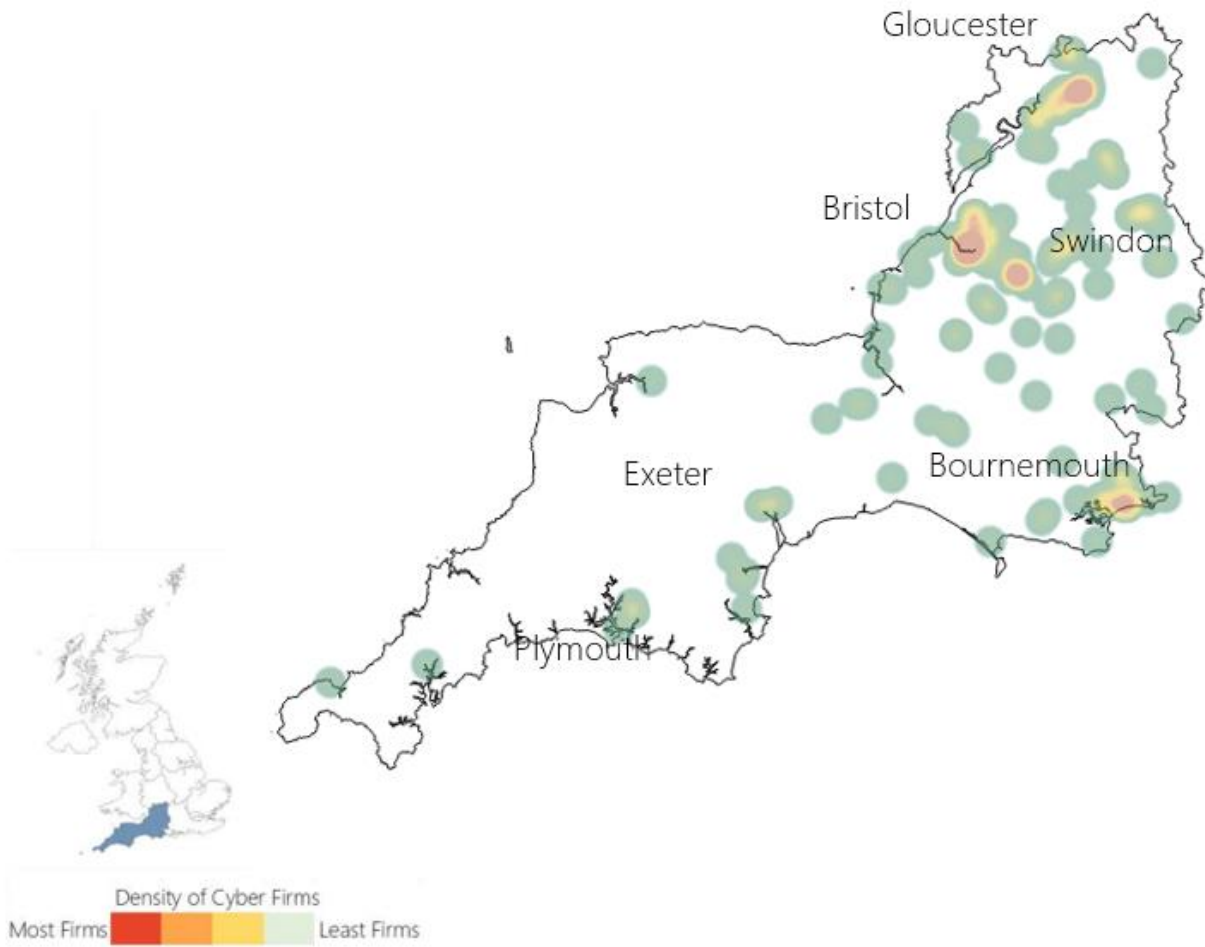 Gloucester
Bristol
Swindon
Exeter
Bournemouth
Plymouth
Density of Cyber Firms
Most Firms
Least Firms